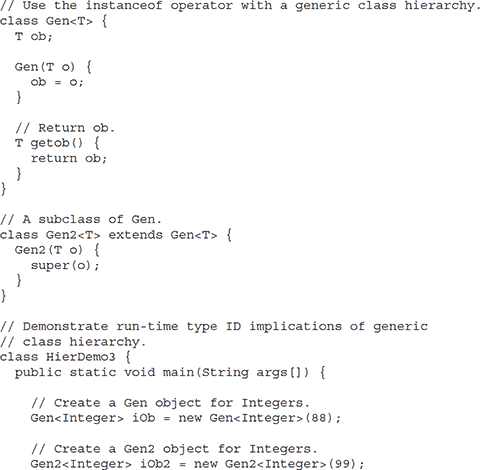 // Use the instanceof operator with a generic class hierarchy.
class Gen<T> {
  T ob;

  Gen(T o) {
    ob = o;
  }

  // Return ob.
  T getob() {
    return ob;
  }
}

// A subclass of Gen.
class Gen2<T> extends Gen<T> {
  Gen2(T o) {
    super(o);
  }
}

// Demonstrate run-time type ID implications of generic
// class hierarchy.
class HierDemo3 {
  public static void main(String args[]) {

    // Create a Gen object for Integers.
    Gen<Integer> iOb = new Gen<Integer>(88);

    // Create a Gen2 object for Integers.
    Gen2<Integer> iOb2 = new Gen2<Integer>(99);